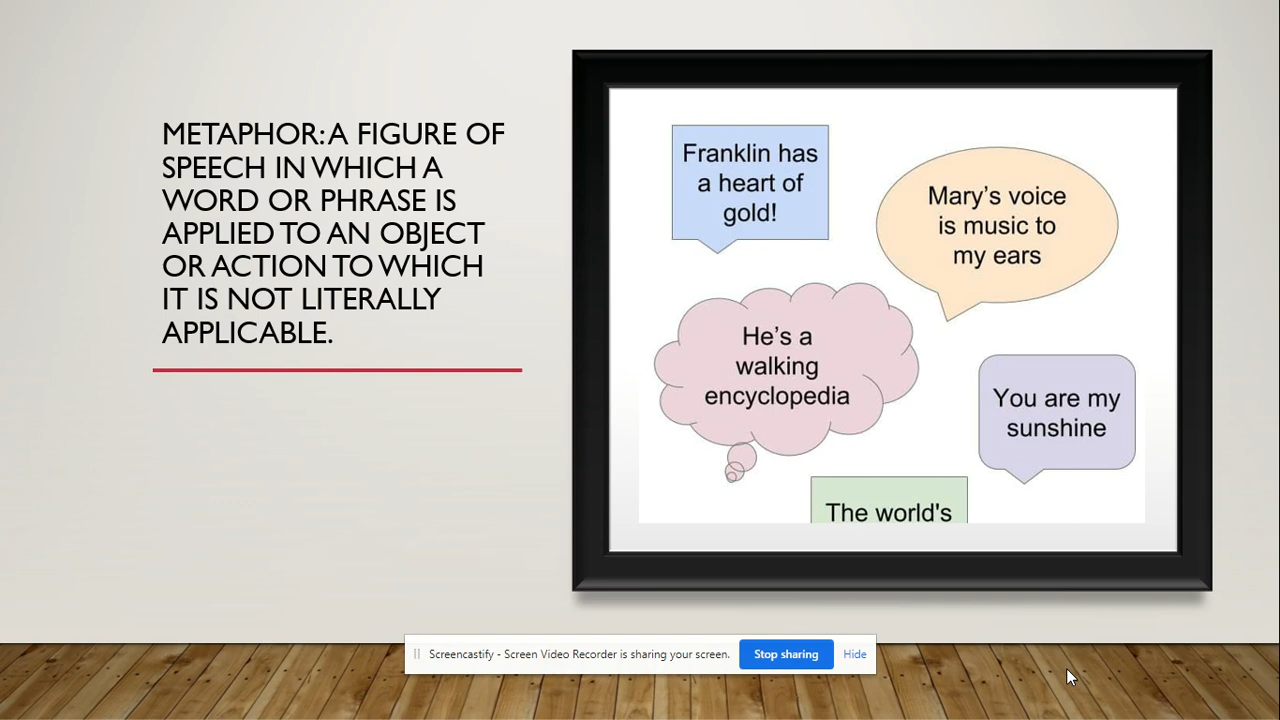 METAPHOR: A FIGURE OF
SPEECH IN WHICH A
WORD OR PHRASE IS
APPLIED TO AN OBJECT
OR ACTION TO WHICH
IT IS NOT LITERALLY
APPLICABLE.
Franklin has
a heart of
gold!
Mary's voice
is music to
my ears
He's a
walking
encyclopedia
You are my
sunshine
The world's
Screencastify - Screen Video Recorder is sharing your screen. Stop sharing Hide